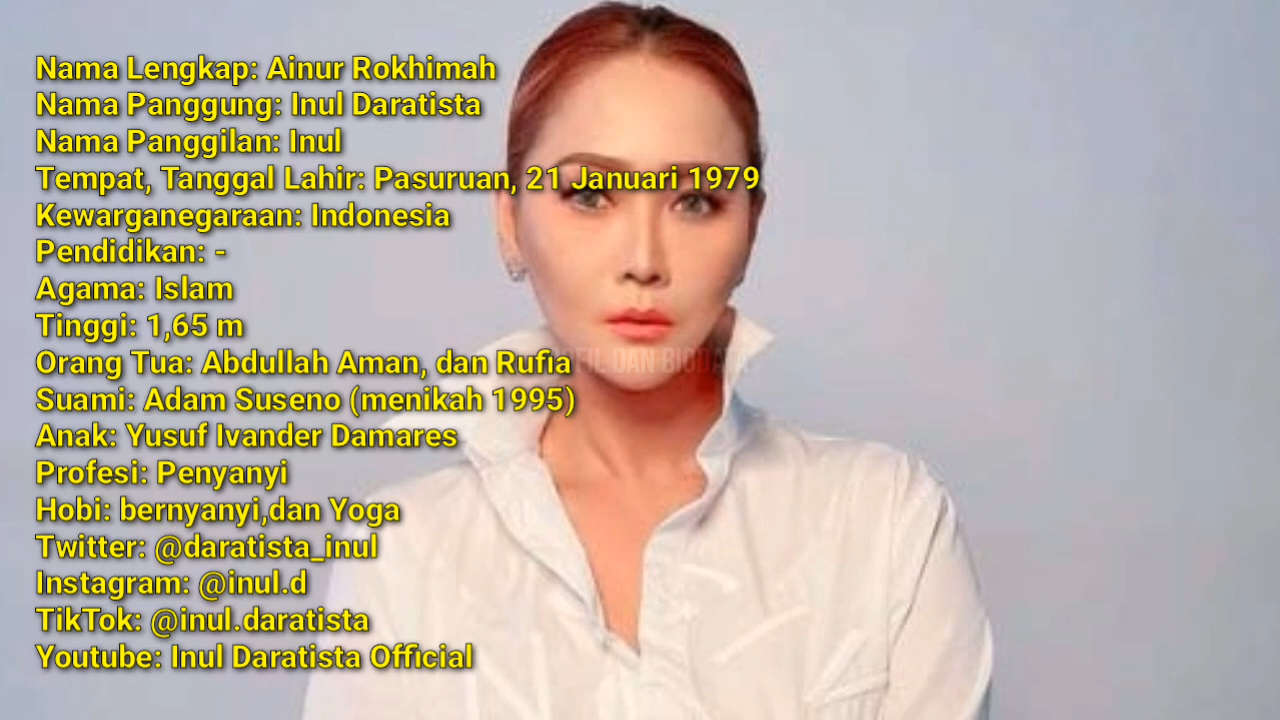 Nama Lengkap: Ainur Rokhimah
Nama Panggung: Inul Daratista
Nama Panggilan: Inul
Tempat, Tanggal Lahir: Pasuruan, 21 Januari 1979
Kewarganegaraan: Indonesia
Pendidikan: -
Agama: Islam
Tinggi: 1,65 m
Orang Tua: Abdullah Aman, dan Rufia
Suami: Adam Suseno (menikah 1995)
Anak: Yusuf Ivander Damares
Profesi: Penyanyi
Hobi: bernyanyi,dan Yoga
Twitter: @daratista_inul
Instagram: @inul.d
TikTok: @inul.daratista
Youtube: Inul Daratista Official
DAN BIODATA